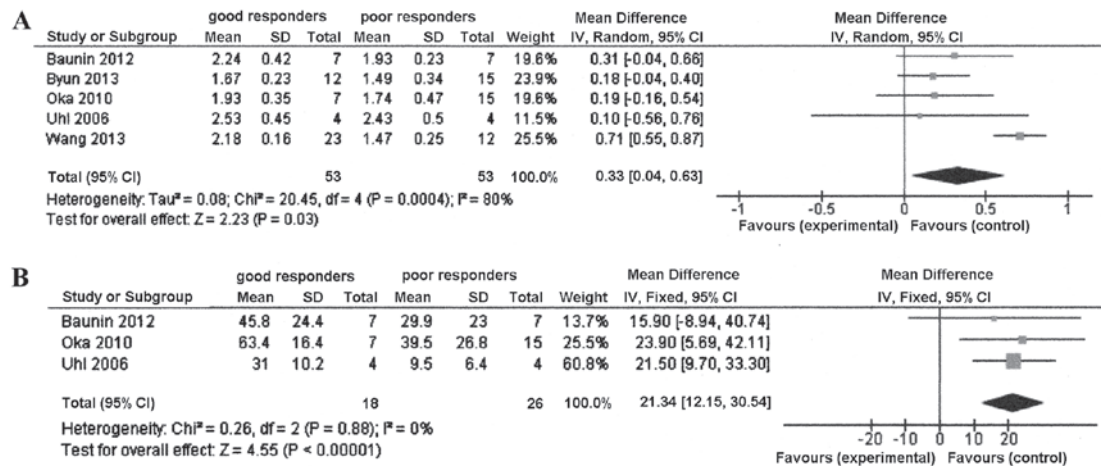 A
good responders poor responders Mean Difference Mean Difference
Study or Subgroup Mean SD Total Mean SD Total Weight IV, Random, 95% CI IV, Random, 95% CI
Baunin 2012 2.24 0.42 7 1.93 0.23 7 19.6% 0.31 [-0.04, 0.66]
Byun 2013 1.67 0.23 12 1.49 0.34 15 23.9% 0.18 [-0.04, 0.40]
Oka 2010 1.93 0.35 7 1.74 0.47 15 19.6% 0.19 [-0.16, 0.54]
Uhl 2006 2.53 0.45 4 2.43 0.5 4 11.5% 0.10 [-0.56, 0.76]
Wang 2013 2.18 0.16 23 1.47 0.25 12 25.5% 0.71 [0.55, 0.87]
Total (95% CI) 53 53 100.0% 0.33 [0.04, 0.63]
Heterogeneity: Tau² = 0.08; Chi² = 20.45, df = 4 (P = 0.0004); I² = 80%
Test for overall effect: Z = 2.23 (P = 0.03)
-1 -0.5 0 0.5 1
Favours (experimental) Favours (control)
B
good responders poor responders Mean Difference Mean Difference
Study or Subgroup Mean SD Total Mean SD Total Weight IV, Fixed, 95% CI IV, Fixed, 95% CI
Baunin 2012 45.8 24.4 7 29.9 23 7 13.7% 15.90 [-8.94, 40.74]
Oka 2010 63.4 16.4 7 39.5 26.8 15 25.5% 23.90 [5.69, 42.11]
Uhl 2006 31 10.2 4 9.5 6.4 4 60.8% 21.50 [9.70, 33.30]
Total (95% CI) 18 26 100.0% 21.34 [12.15, 30.54]
Heterogeneity: Chi² = 0.26, df = 2 (P = 0.88); I² = 0%
Test for overall effect: Z = 4.55 (P < 0.00001)
-20 -10 0 10 20
Favours (experimental) Favours (control)